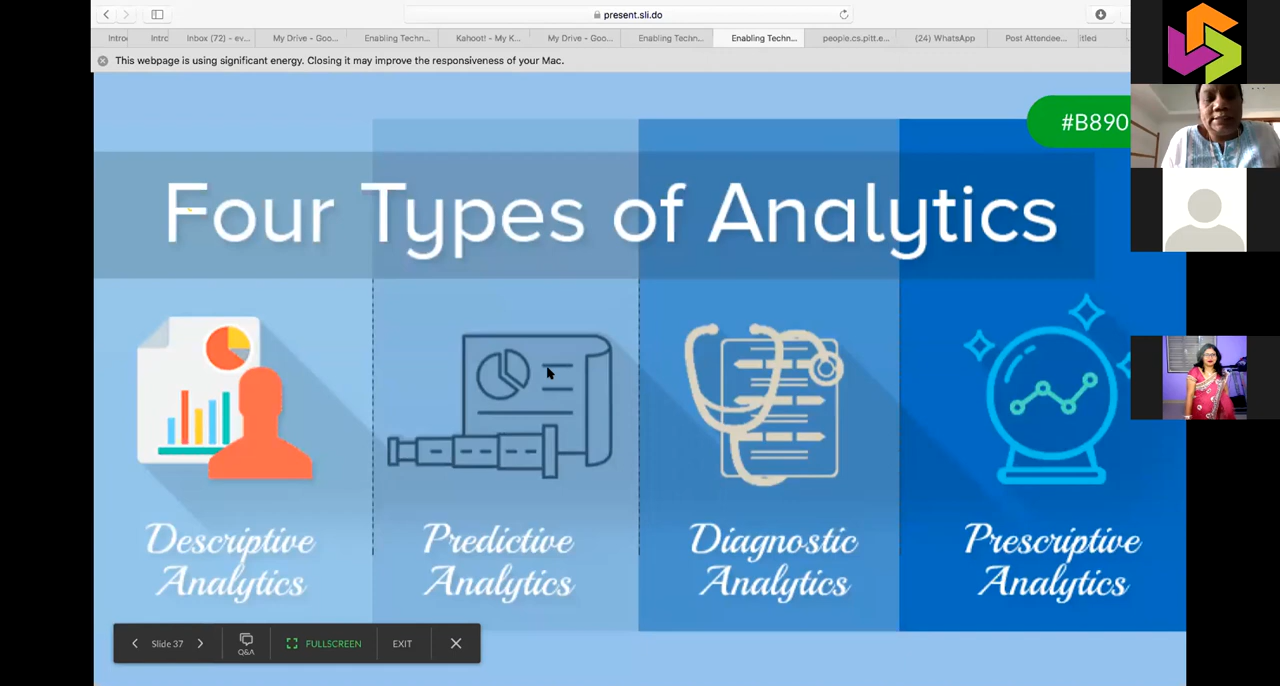 present.sli.do
Introd
Intrc
Inbox (72) - ev...
My Drive - Goo...
Enabling Techn...
Kahoot! - My K...
My Drive - Goo...
Enabling Techn...
Enabling Techn...
people.cs.pitt.e...
(24) WhatsApp
Post Attendee...
itled
This webpage is using significant energy. Closing it may improve the responsiveness of your Mac.
#B890
Four Types of Analytics
Descriptive
Analytics
Predictive
Analytics
Diagnostic
Analytics
Prescriptive
Analytics
Slide 37
Q&A
FULLSCREEN
EXIT